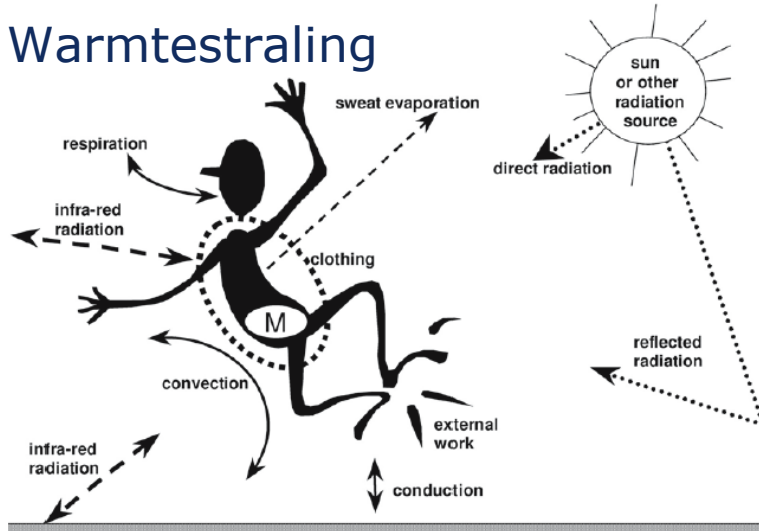 Warmtestraling
sun
or other
radiation
source
sweat evaporation
respiration
direct radiation
infra-red
radiation
clothing
M
reflected
radiation
convection
external
work
infra-red
radiation
conduction